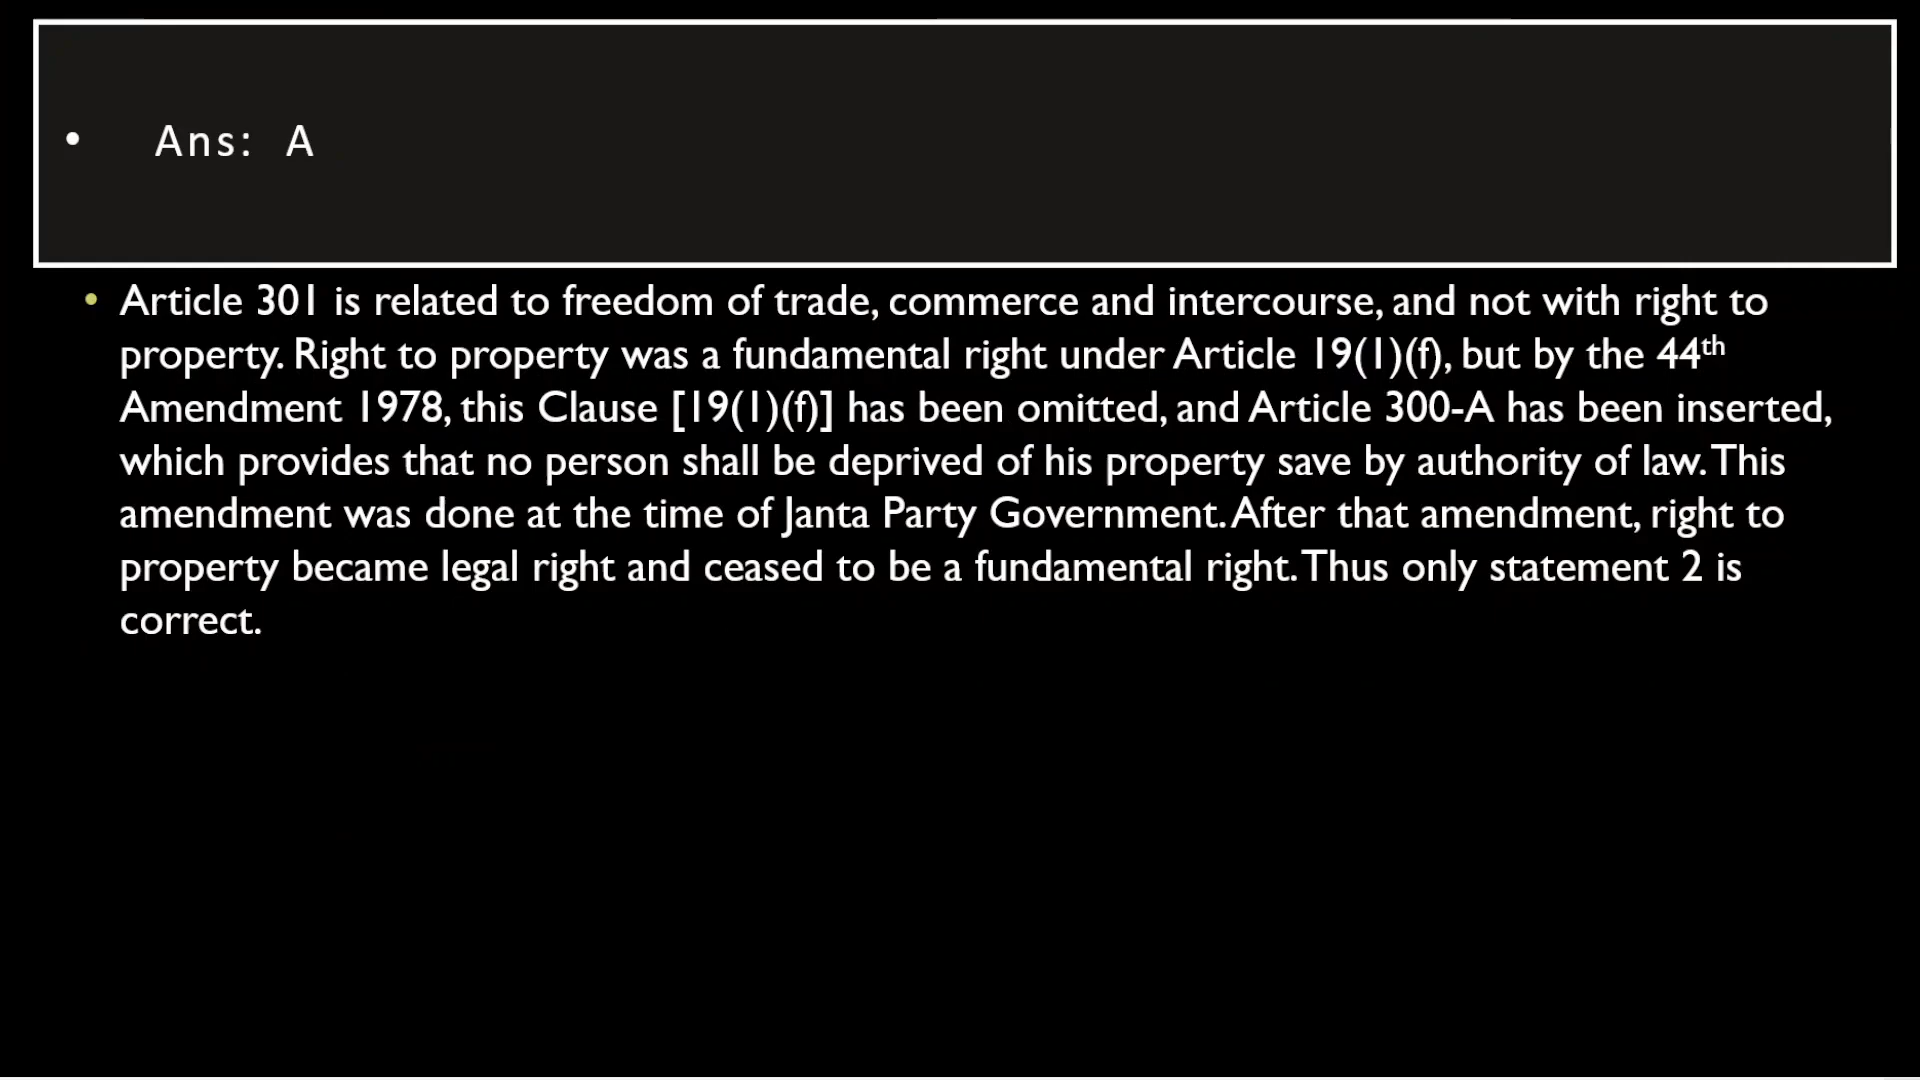 • Ans: A
• Article 301 is related to freedom of trade, commerce and intercourse, and not with right to
property. Right to property was a fundamental right under Article 19(1)(f), but by the 44th
Amendment 1978, this Clause [19(1)(f)] has been omitted, and Article 300-A has been inserted,
which provides that no person shall be deprived of his property save by authority of law. This
amendment was done at the time of Janta Party Government. After that amendment, right to
property became legal right and ceased to be a fundamental right. Thus only statement 2 is
correct.